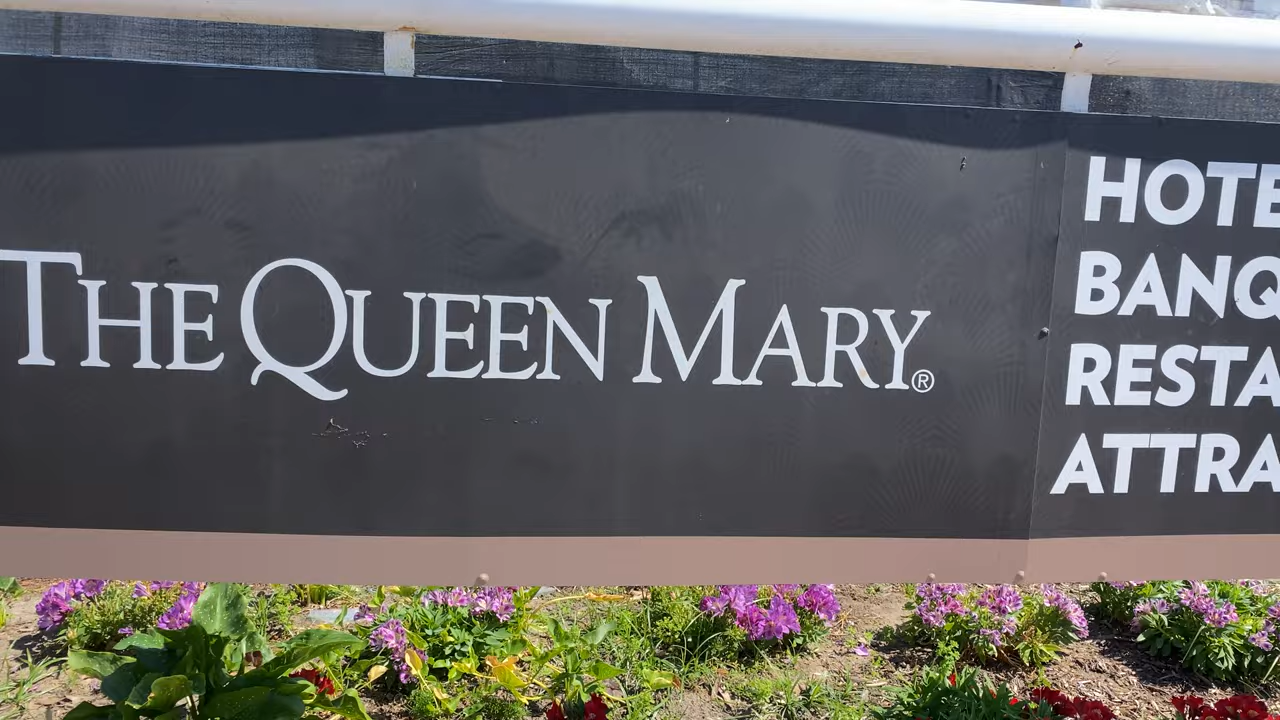 THE QUEEN MARY®
HOTE
BANQ
RESTA
ATTRA